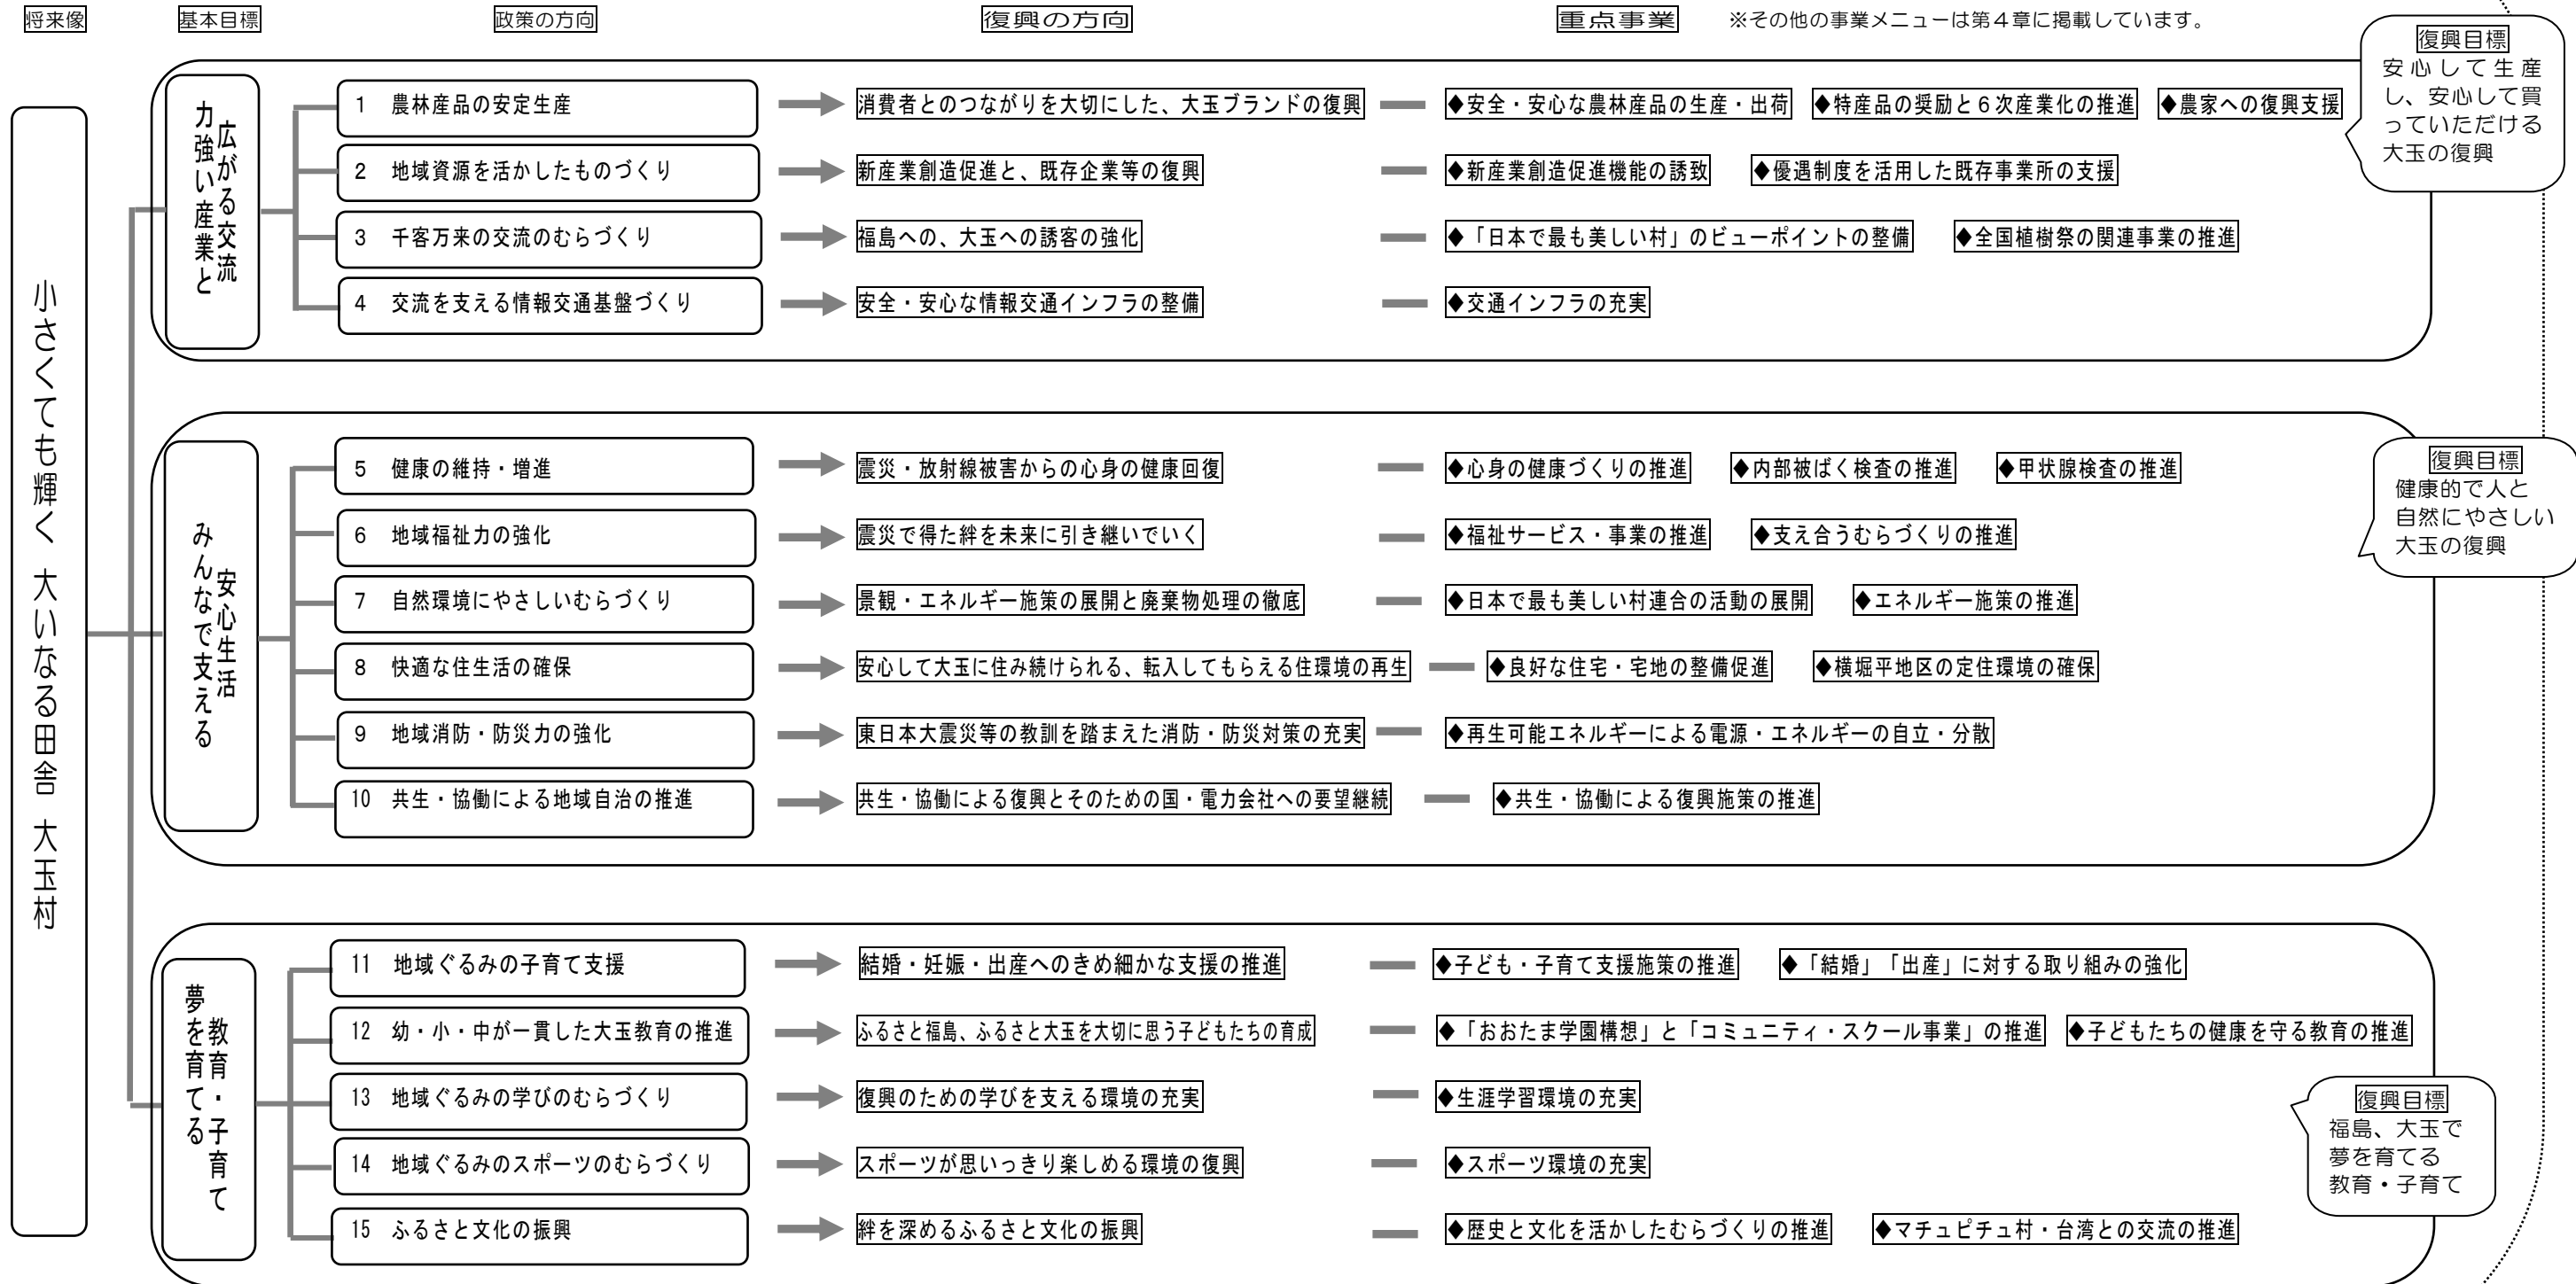 将来像 基本目標 政策の方向 復興の方向 重点事業 ※その他の事業メニューは第４章に掲載しています。
小さくても輝く 大いなる田舎 大玉村
広がる交流
力強い産業と
1 農林産品の安定生産 消費者とのつながりを大切にした、大玉ブランドの復興 ◆安全・安心な農林産品の生産・出荷 ◆特産品の奨励と６次産業化の推進 ◆農家への復興支援
2 地域資源を活かしたものづくり 新産業創造促進と、既存企業等の復興 ◆新産業創造促進機能の誘致 ◆優遇制度を活用した既存事業所の支援
3 千客万来の交流のむらづくり 福島への、大玉への誘客の強化 ◆「日本で最も美しい村」のビューポイントの整備 ◆全国植樹祭の関連事業の推進
4 交流を支える情報交通基盤づくり 安全・安心な情報交通インフラの整備 ◆交通インフラの充実
復興目標
安心して生産
し、安心して買
っていただける
大玉の復興
安心生活
みんなで支える
5 健康の維持・増進 震災・放射線被害からの心身の健康回復 ◆心身の健康づくりの推進 ◆内部被ばく検査の推進 ◆甲状腺検査の推進
6 地域福祉力の強化 震災で得た絆を未来に引き継いでいく ◆福祉サービス・事業の推進 ◆支え合うむらづくりの推進
7 自然環境にやさしいむらづくり 景観・エネルギー施策の展開と廃棄物処理の徹底 ◆日本で最も美しい村連合の活動の展開 ◆エネルギー施策の推進
8 快適な住生活の確保 安心して大玉に住み続けられる、転入してもらえる住環境の再生 ◆良好な住宅・宅地の整備促進 ◆横堀平地区の定住環境の確保
9 地域消防・防災力の強化 東日本大震災等の教訓を踏まえた消防・防災対策の充実 ◆再生可能エネルギーによる電源・エネルギーの自立・分散
10 共生・協働による地域自治の推進 共生・協働による復興とそのための国・電力会社への要望継続 ◆共生・協働による復興施策の推進
復興目標
健康的で人と
自然にやさしい
大玉の復興
教育・子育て
夢を育てる
11 地域ぐるみの子育て支援 結婚・妊娠・出産へのきめ細かな支援の推進 ◆子ども・子育て支援施策の推進 ◆「結婚」「出産」に対する取り組みの強化
12 幼・小・中が一貫した大玉教育の推進 ふるさと福島、ふるさと大玉を大切に思う子どもたちの育成 ◆「おおたま学園構想」と「コミュニティ・スクール事業」の推進 ◆子どもたちの健康を守る教育の推進
13 地域ぐるみの学びのむらづくり 復興のための学びを支える環境の充実 ◆生涯学習環境の充実
14 地域ぐるみのスポーツのむらづくり スポーツが思いっきり楽しめる環境の復興 ◆スポーツ環境の充実
15 ふるさと文化の振興 絆を深めるふるさと文化の振興 ◆歴史と文化を活かしたむらづくりの推進 ◆マチュピチュ村・台湾との交流の推進
復興目標
福島、大玉で
夢を育てる
教育・子育て